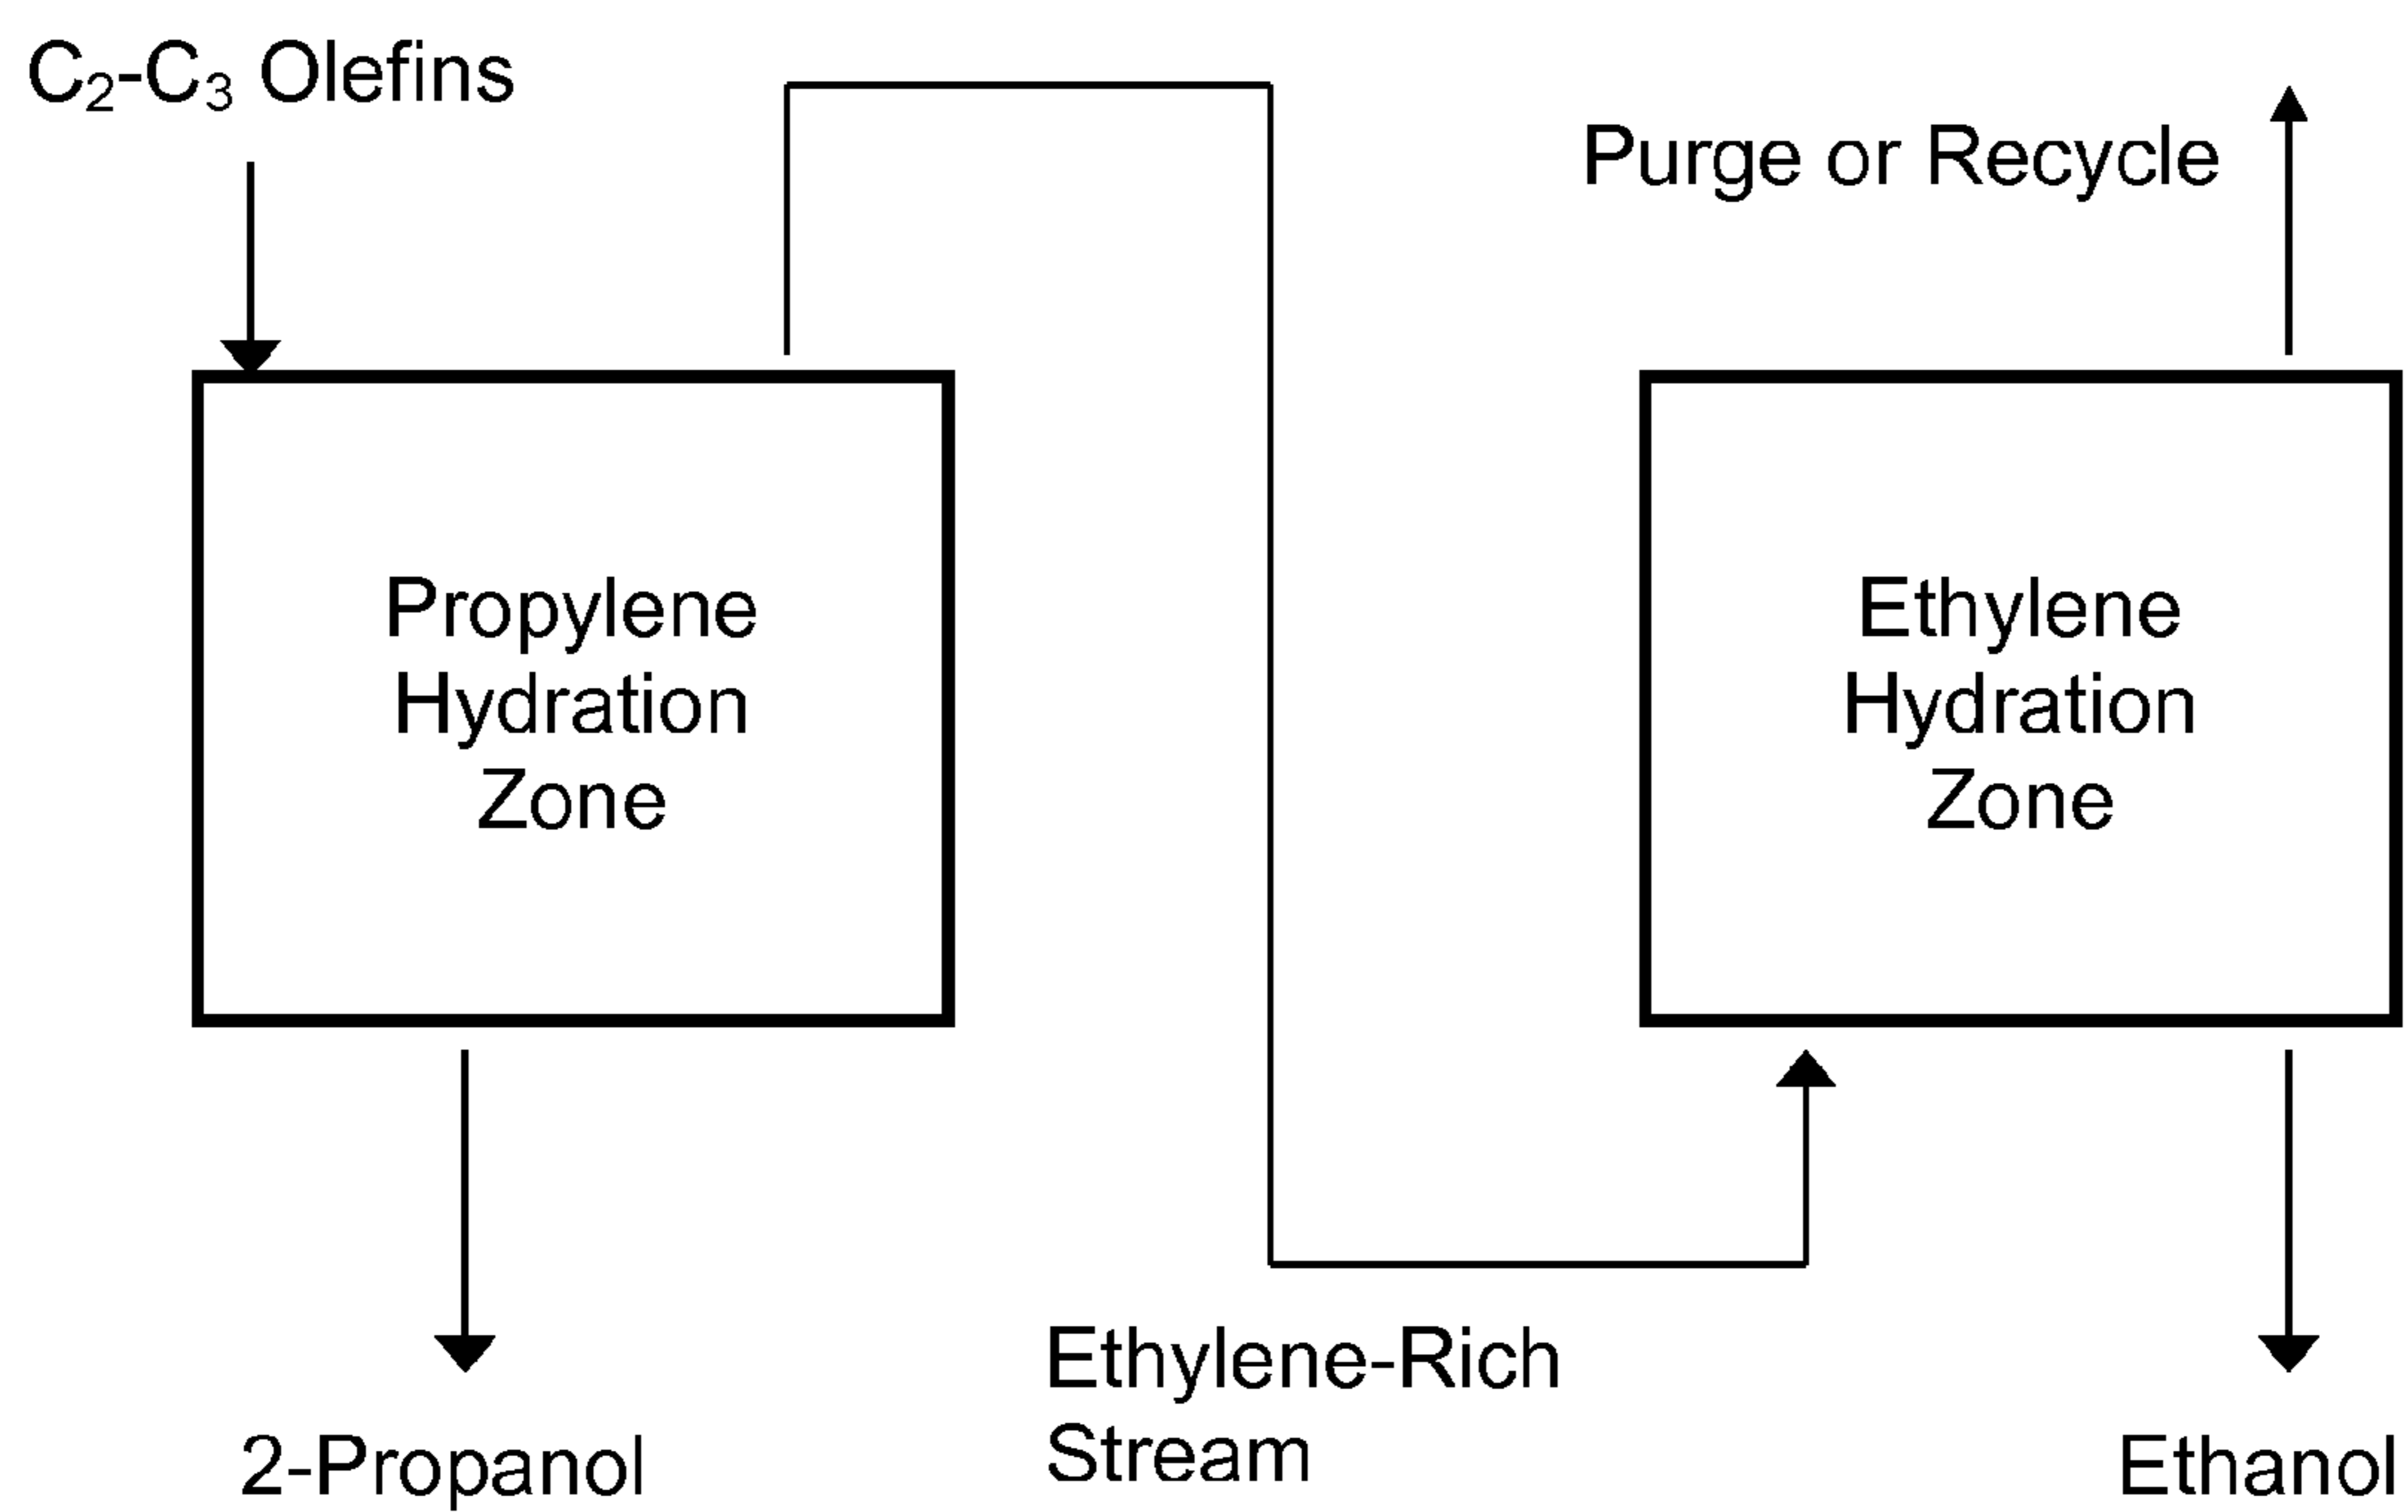 C₂-C₃ Olefins
Purge or Recycle
Propylene
Hydration
Zone
Ethylene
Hydration
Zone
Ethylene-Rich
Stream
2-Propanol
Ethanol